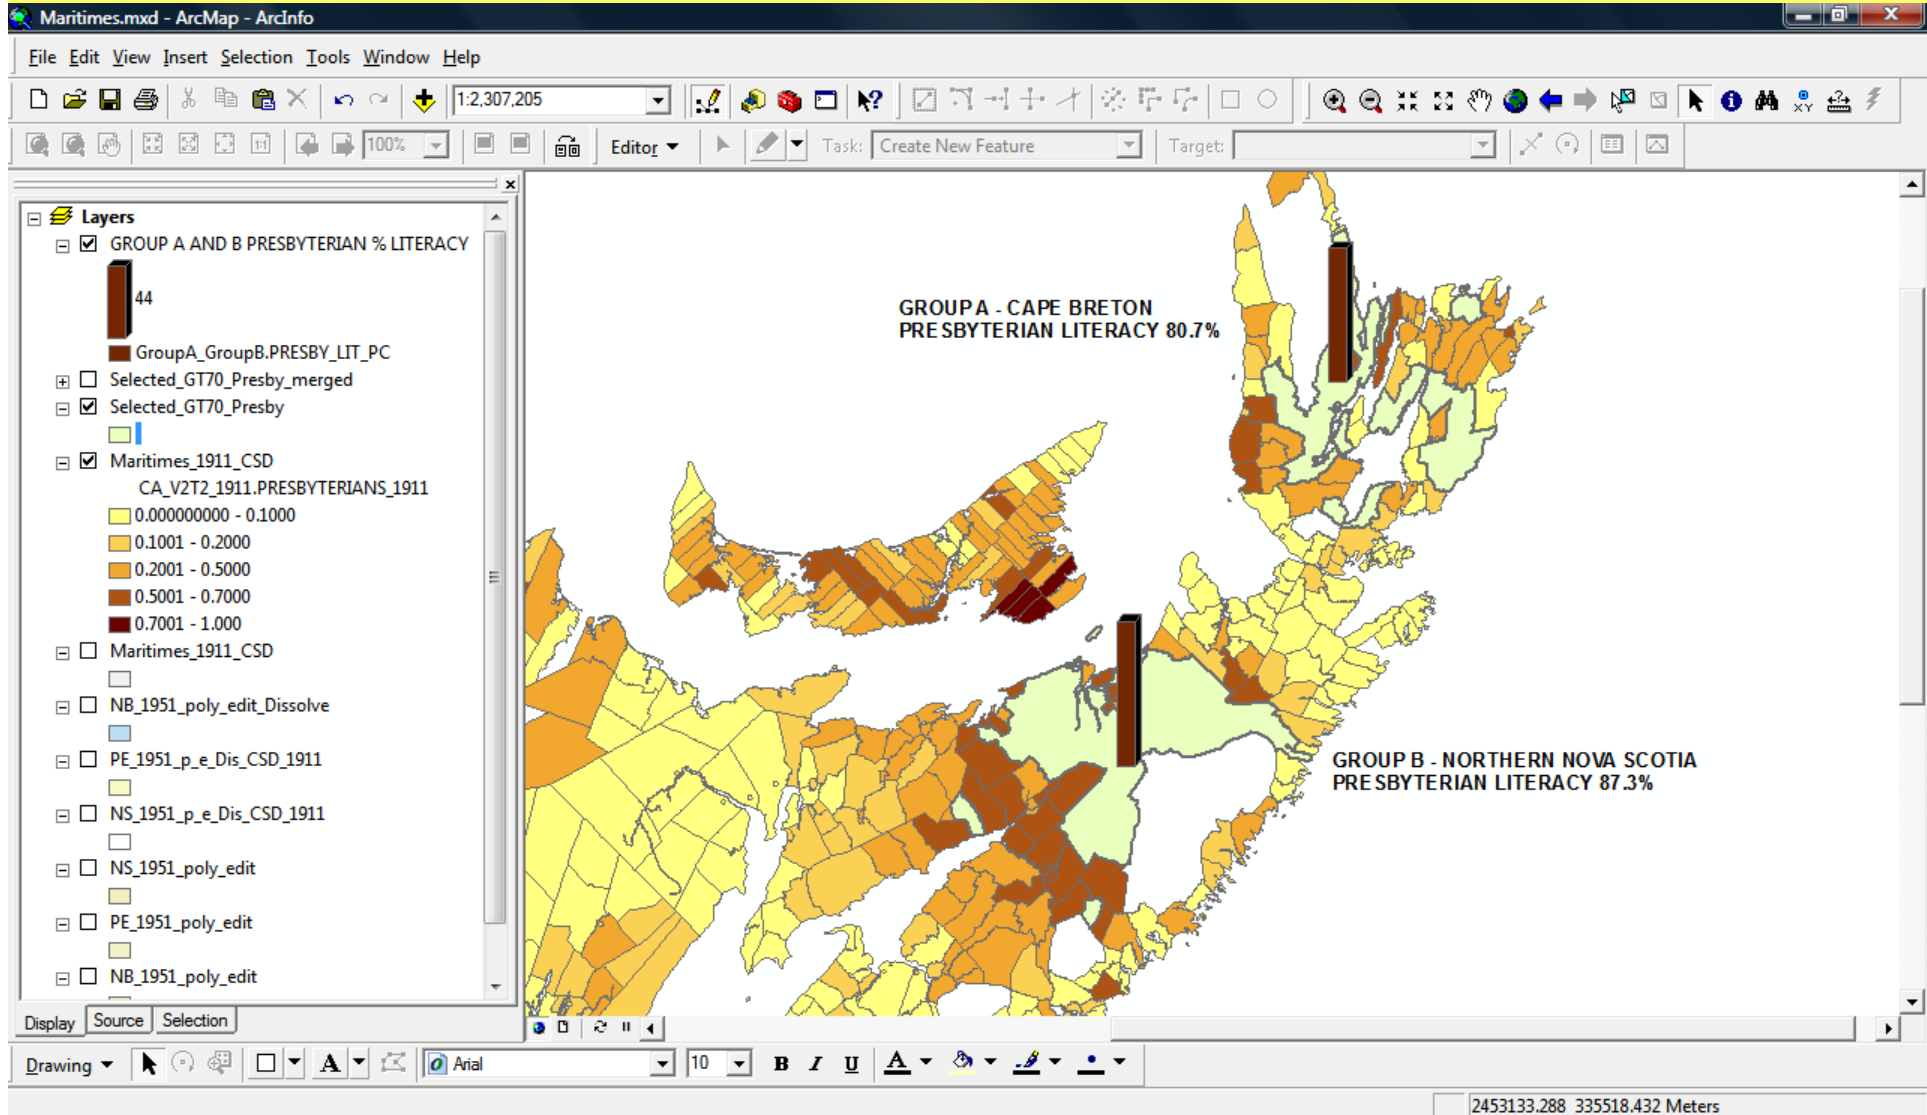 Maritimes.mxd - ArcMap - ArcInfo
File Edit View Insert Selection Tools Window Help
1:2,307,205
100%
Editor
Task: Create New Feature
Target:
Layers
GROUP A AND B PRESBYTERIAN % LITERACY
44
GroupA_GroupB.PRESBY_LIT_PC
Selected_GT70_Presby_merged
Selected_GT70_Presby
Maritimes_1911_CSD
CA_V2T2_1911.PRESBYTERIANS_1911
0.000000000 - 0.1000
0.1001 - 0.2000
0.2001 - 0.5000
0.5001 - 0.7000
0.7001 - 1.000
Maritimes_1911_CSD
NB_1951_poly_edit_Dissolve
PE_1951_p_e_Dis_CSD_1911
NS_1951_p_e_Dis_CSD_1911
NS_1951_poly_edit
PE_1951_poly_edit
NB_1951_poly_edit
Display Source Selection
GROUP A - CAPE BRETON
PRESBYTERIAN LITERACY 80.7%
GROUP B - NORTHERN NOVA SCOTIA
PRESBYTERIAN LITERACY 87.3%
Drawing A Arial 10 B I U A
2453133.288 335518.432 Meters